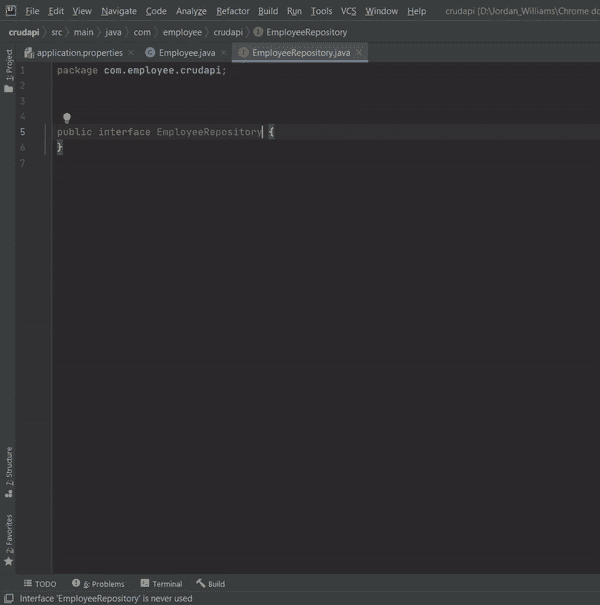 File Edit View Navigate Code Analyze Refactor Build Run Tools VCS Window Help crudapi [D:\Jordan_Williams\Chrome do
crudapi src main java com employee crudapi EmployeeRepository
application.properties Employee.java EmployeeRepository.java
1: Project
1 package com.employee.crudapi;
2
3
4
5 public interface EmployeeRepository {
6 }
7
Z: Structure
2: Favorites
TODO 6: Problems Terminal Build
Interface 'EmployeeRepository' is never used